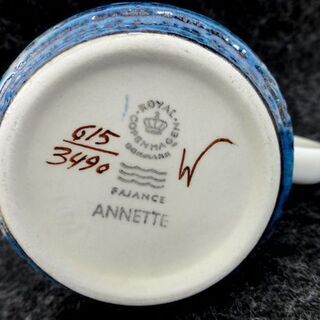 ROYAL
COPENHAGEN
DENMARK
615
3490
W
FAJANCE
ANNETTE